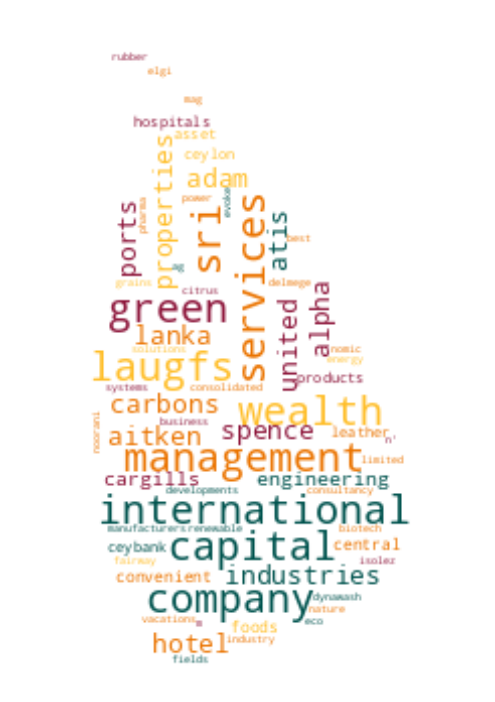 rubber
elgi
mag
hospitals
asset
properties
ceylon
adam
power
pharma
ports
sri
evoke
services
atis
best
ag
grains
citrus
delmege
green
united
alpha
lanka
solutions
nomic
energy
laugfs
products
systems
consolidated
carbons
wealth
business
noorani
aitken
spence
leather
n'
management
limited
cargills
engineering
developments
consultancy
international
manufacturers
renewable
biotech
ceybank
capital
central
fairway
isolez
convenient
industries
company
dynawash
nature
vacations
eco
foods
hotel
industry
fields